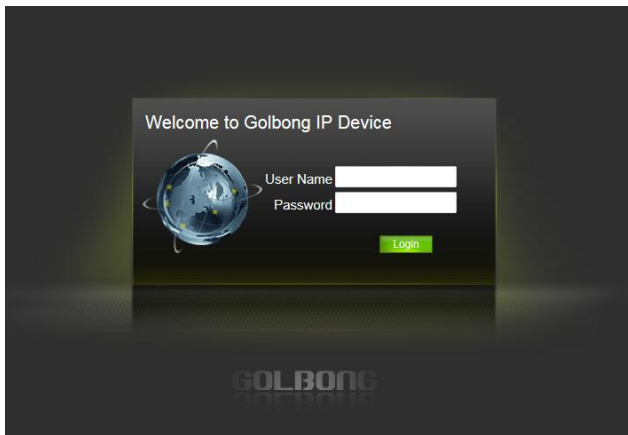 Welcome to Golbong IP Device
User Name
Password
Login
GOLBONG